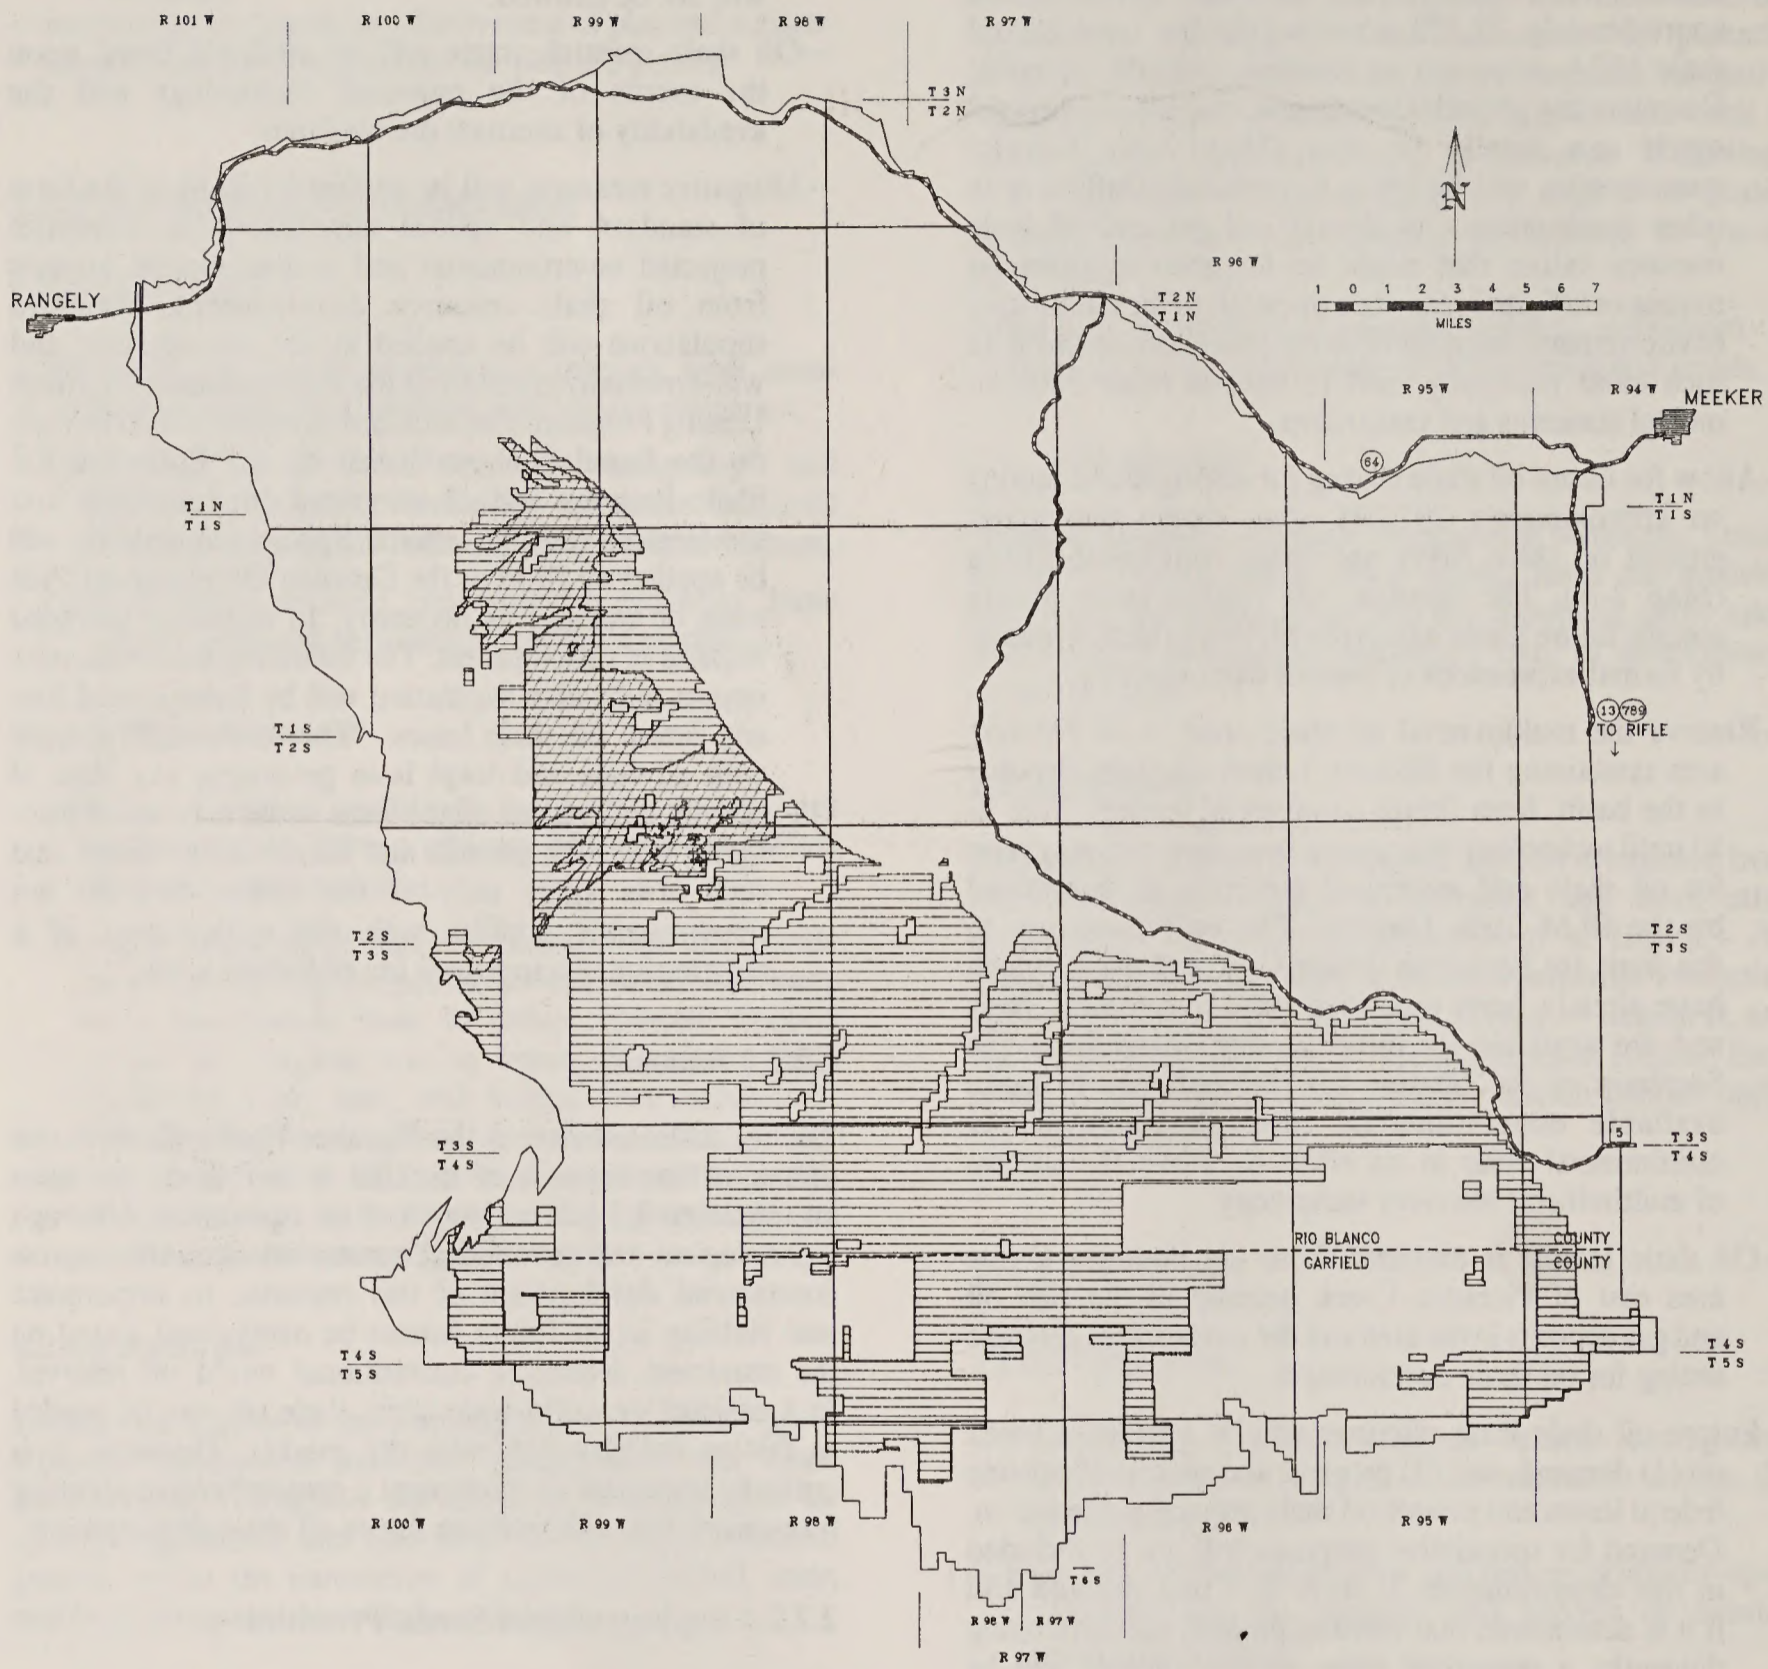 R 101 W
R 100 W
R 99 W
R 98 W
R 97 W
T 3 N
T 2 N
N
R 96 W
RANGELY
T 2 N
T 1 N
1 0 1 2 3 4 5 6 7
MILES
R 95 W
R 94 W
MEEKER
64
T 1 N
T 1 S
T 1 N
T 1 S
13 789
TO RIFLE
T 1 S
T 2 S
T 2 S
T 3 S
T 2 S
T 3 S
5
T 3 S
T 4 S
T 3 S
T 4 S
RIO BLANCO COUNTY
GARFIELD COUNTY
T 4 S
T 5 S
T 4 S
T 5 S
R 100 W
R 99 W
R 98 W
R 96 W
R 95 W
T 6 S
R 98 W
R 97 W
R 97 W